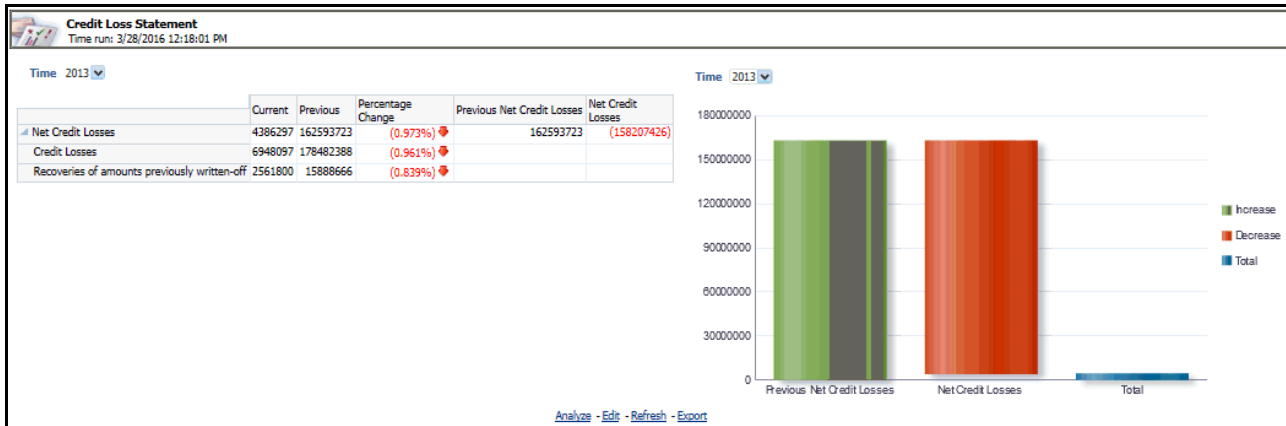 Credit Loss Statement
Time run: 3/28/2016 12:18:01 PM
Time 2013
Current Previous Percentage Change Previous Net Credit Losses Net Credit Losses
Net Credit Losses 4386297 162593723 (0.973%) 162593723 (158207426)
Credit Losses 6948097 178482388 (0.961%)
Recoveries of amounts previously written-off 2561800 15888666 (0.839%)
Time 2013
180000000
150000000
120000000
90000000
60000000
30000000
0
Previous Net Credit Losses Net Credit Losses Total
Increase
Decrease
Total
Analyze - Edit - Refresh - Export